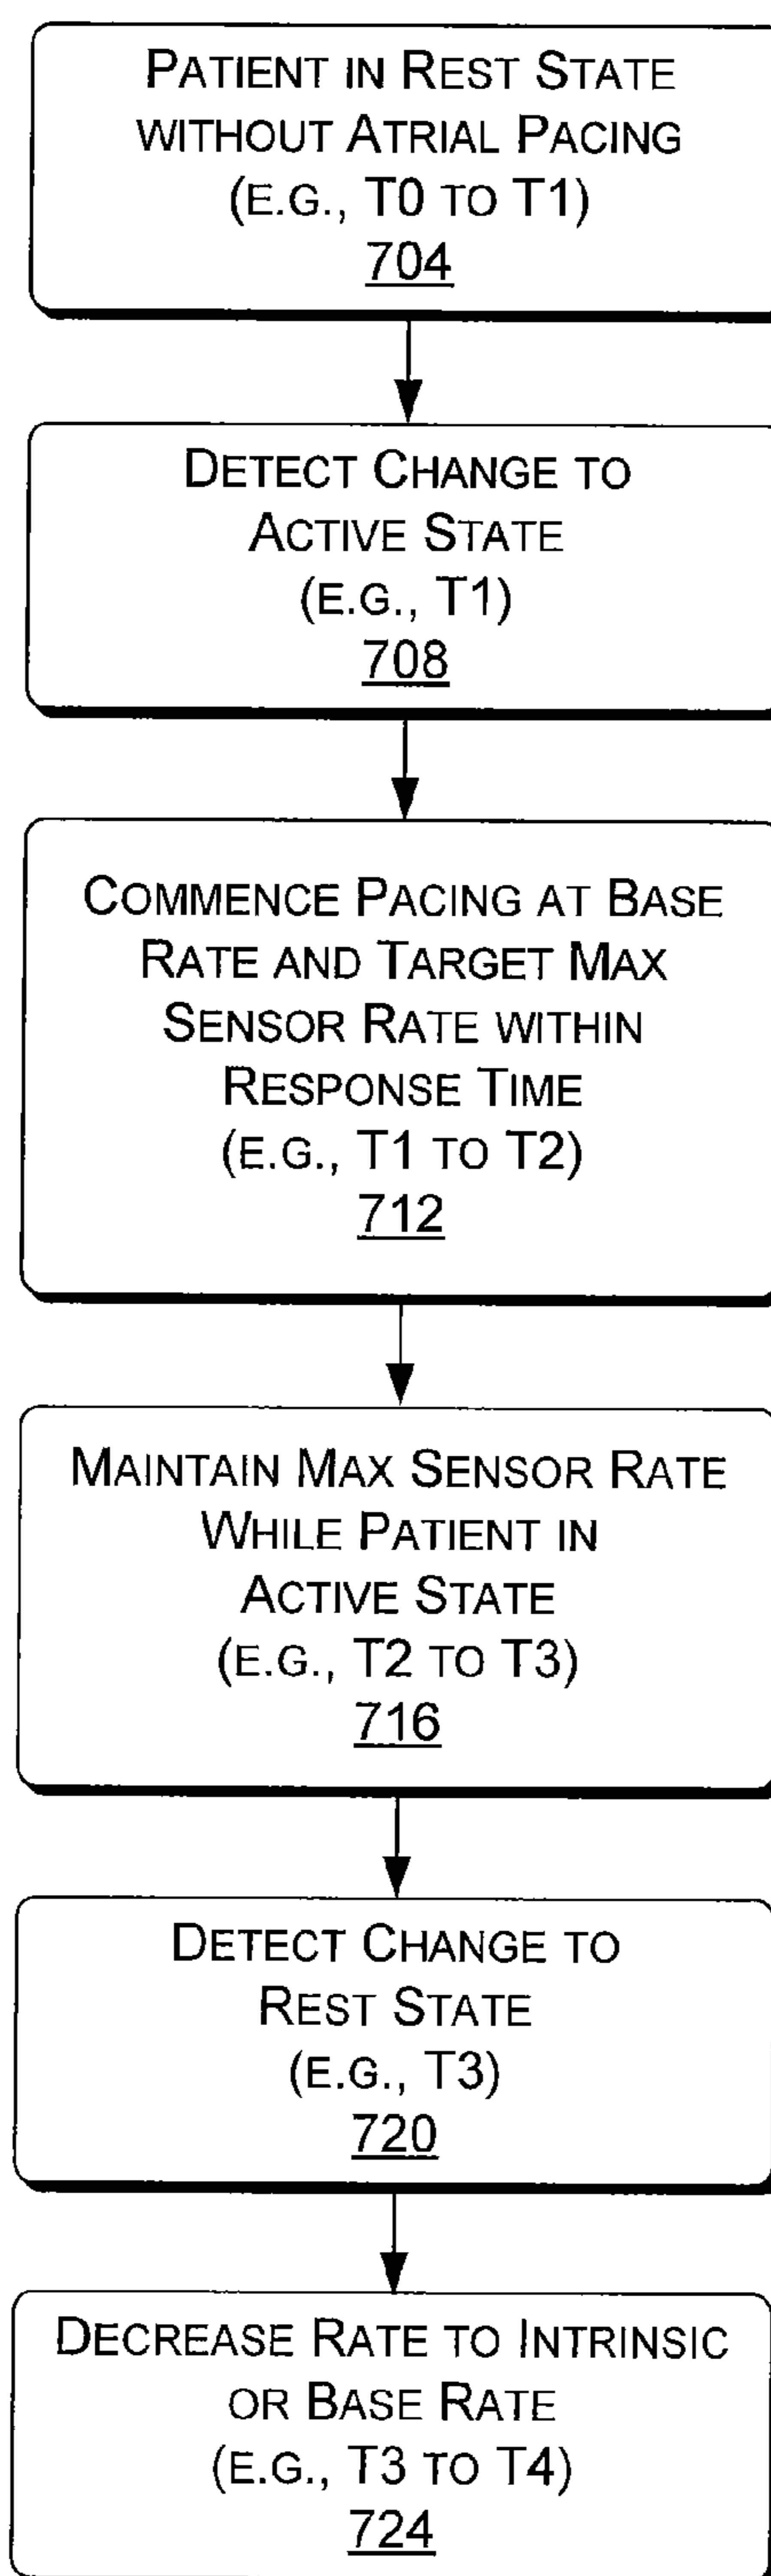 PATIENT IN REST STATE
WITHOUT ATRIAL PACING
(E.G., T0 TO T1)
704
DETECT CHANGE TO
ACTIVE STATE
(E.G., T1)
708
COMMENCE PACING AT BASE
RATE AND TARGET MAX
SENSOR RATE WITHIN
RESPONSE TIME
(E.G., T1 TO T2)
712
MAINTAIN MAX SENSOR RATE
WHILE PATIENT IN
ACTIVE STATE
(E.G., T2 TO T3)
716
DETECT CHANGE TO
REST STATE
(E.G., T3)
720
DECREASE RATE TO INTRINSIC
OR BASE RATE
(E.G., T3 TO T4)
724